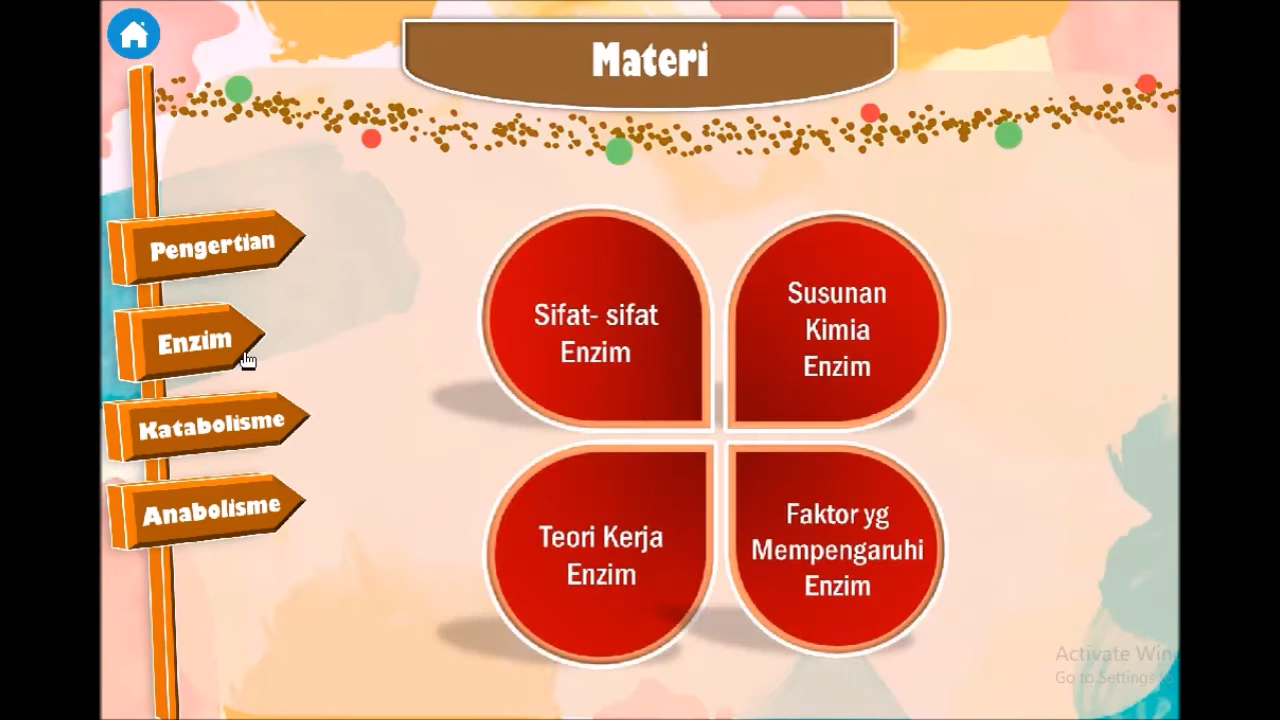 Materi
Pengertian
Enzim
Katabolisme
Anabolisme
Sifat- sifat
Enzim
Susunan
Kimia
Enzim
Teori Kerja
Enzim
Faktor yg
Mempengaruhi
Enzim
Activate Win
Go to Settings to